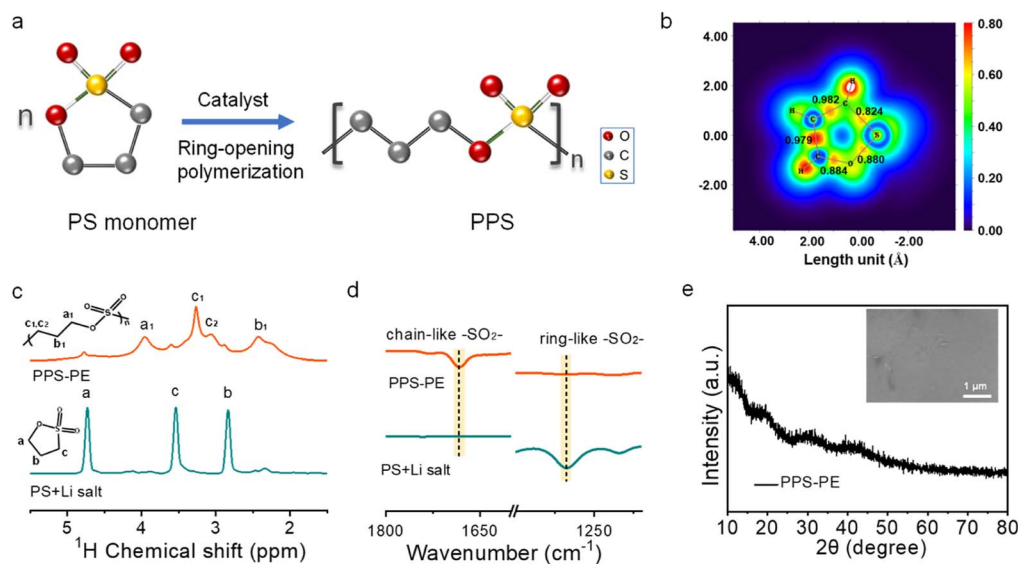 a
n
PS monomer
Catalyst
Ring-opening
polymerization
n
PPS
O
C
S
b
4.00
2.00
0.00
-2.00
4.00 2.00 0.00 -2.00
Length unit (Å)
H
H
C
C
C
S
O
H
0.982
0.824
0.979
0.880
0.884
0.80
0.60
0.40
0.20
0.00
c
C₁,C₂
a₁
b₁
O
S
O
O
n
PPS-PE
a₁
C₁
C₂
b₁
a
b
c
O
S
O
O
PS+Li salt
a
c
b
5 4 3 2
¹H Chemical shift (ppm)
d
chain-like -SO₂-
ring-like -SO₂-
PPS-PE
PS+Li salt
1800 1650 1250
Wavenumber (cm⁻¹)
e
Intensity (a.u.)
1 μm
PPS-PE
10 20 30 40 50 60 70 80
2θ (degree)